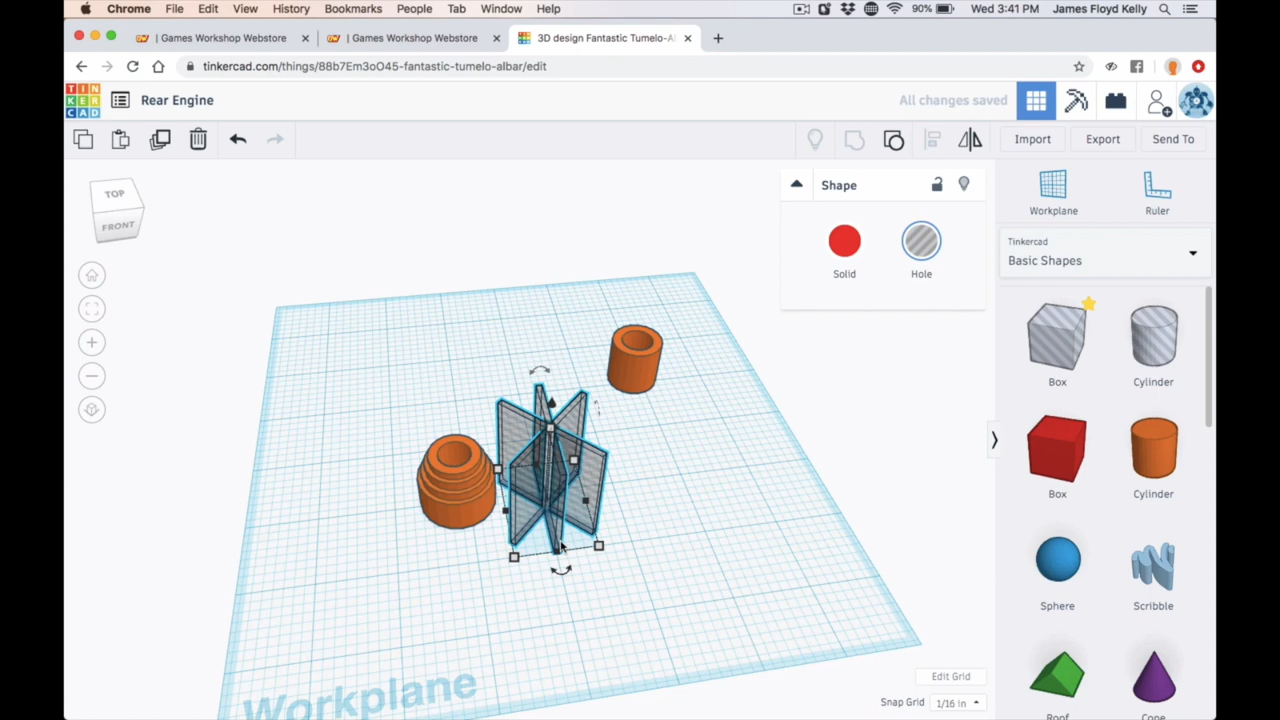 Chrome File Edit View History Bookmarks People Tab Window Help 90% Wed 3:41 PM James Floyd Kelly
| Games Workshop Webstore | Games Workshop Webstore 3D design Fantastic Tumelo-Al
tinkercad.com/things/88b7Em3oO45-fantastic-tumelo-albar/edit
TIN
KER
CAD
Rear Engine
All changes saved
Import Export Send To
TOP
FRONT
Shape
Solid Hole
Workplane Ruler
Tinkercad
Basic Shapes
Box Cylinder
Box Cylinder
Sphere Scribble
Roof Cone
Workplane
Edit Grid
Snap Grid 1/16 in